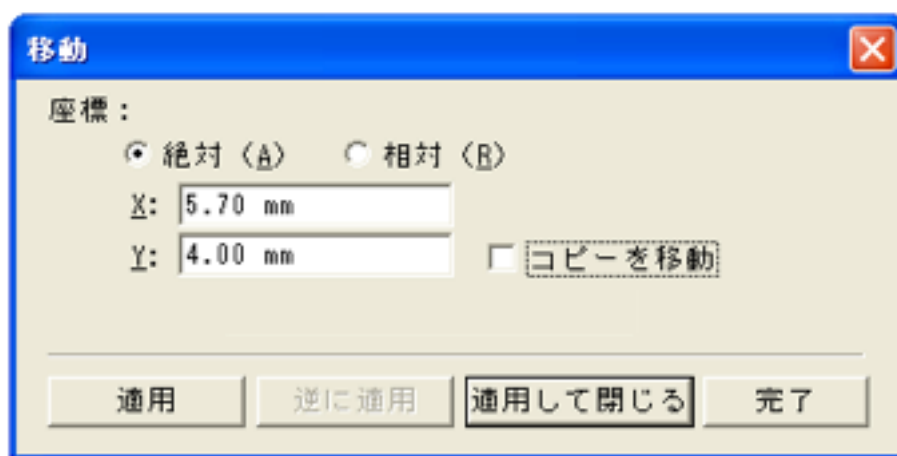 移動
座標：
絶対（A） 相対（R）
X: 5.70 mm
Y: 4.00 mm コピーを移動
適用 逆に適用 適用して閉じる 完了